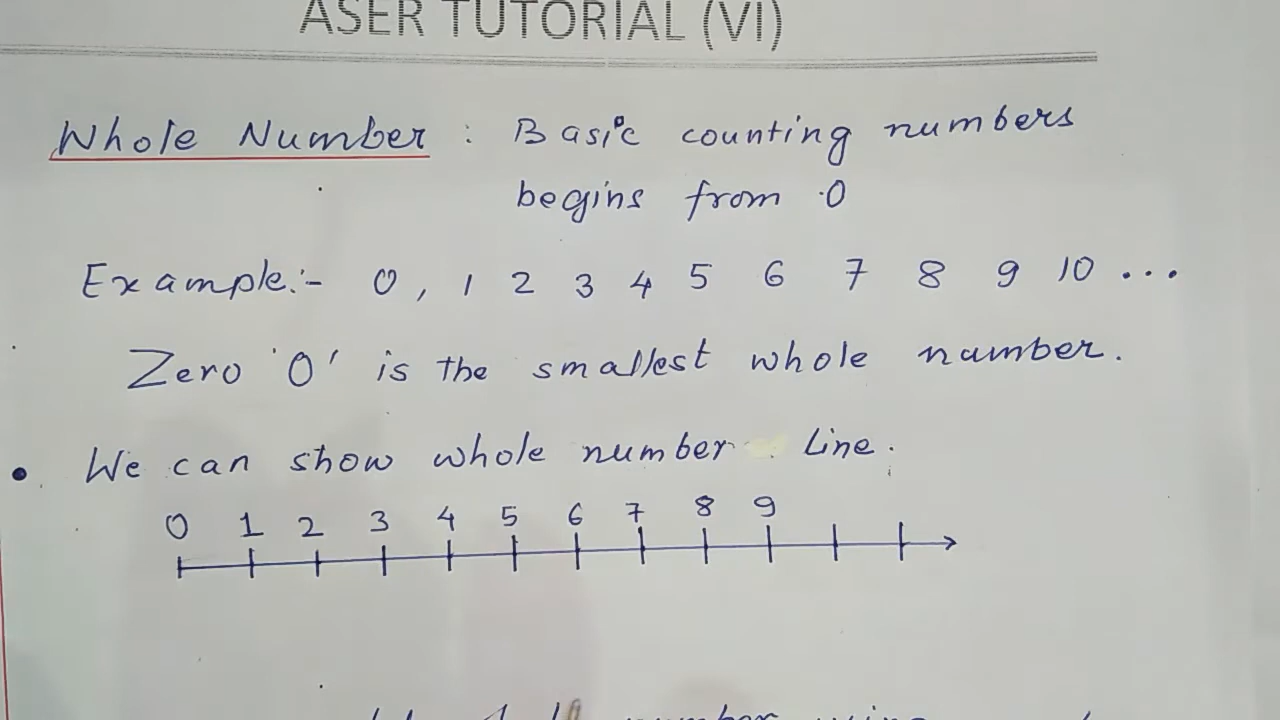 ASER TUTORIAL (VI)
Whole Number : Basic counting numbers
begins from 0
Example:- 0, 1 2 3 4 5 6 7 8 9 10 ...
Zero '0' is the smallest whole number.
• We can show whole number line.
0 1 2 3 4 5 6 7 8 9
number using